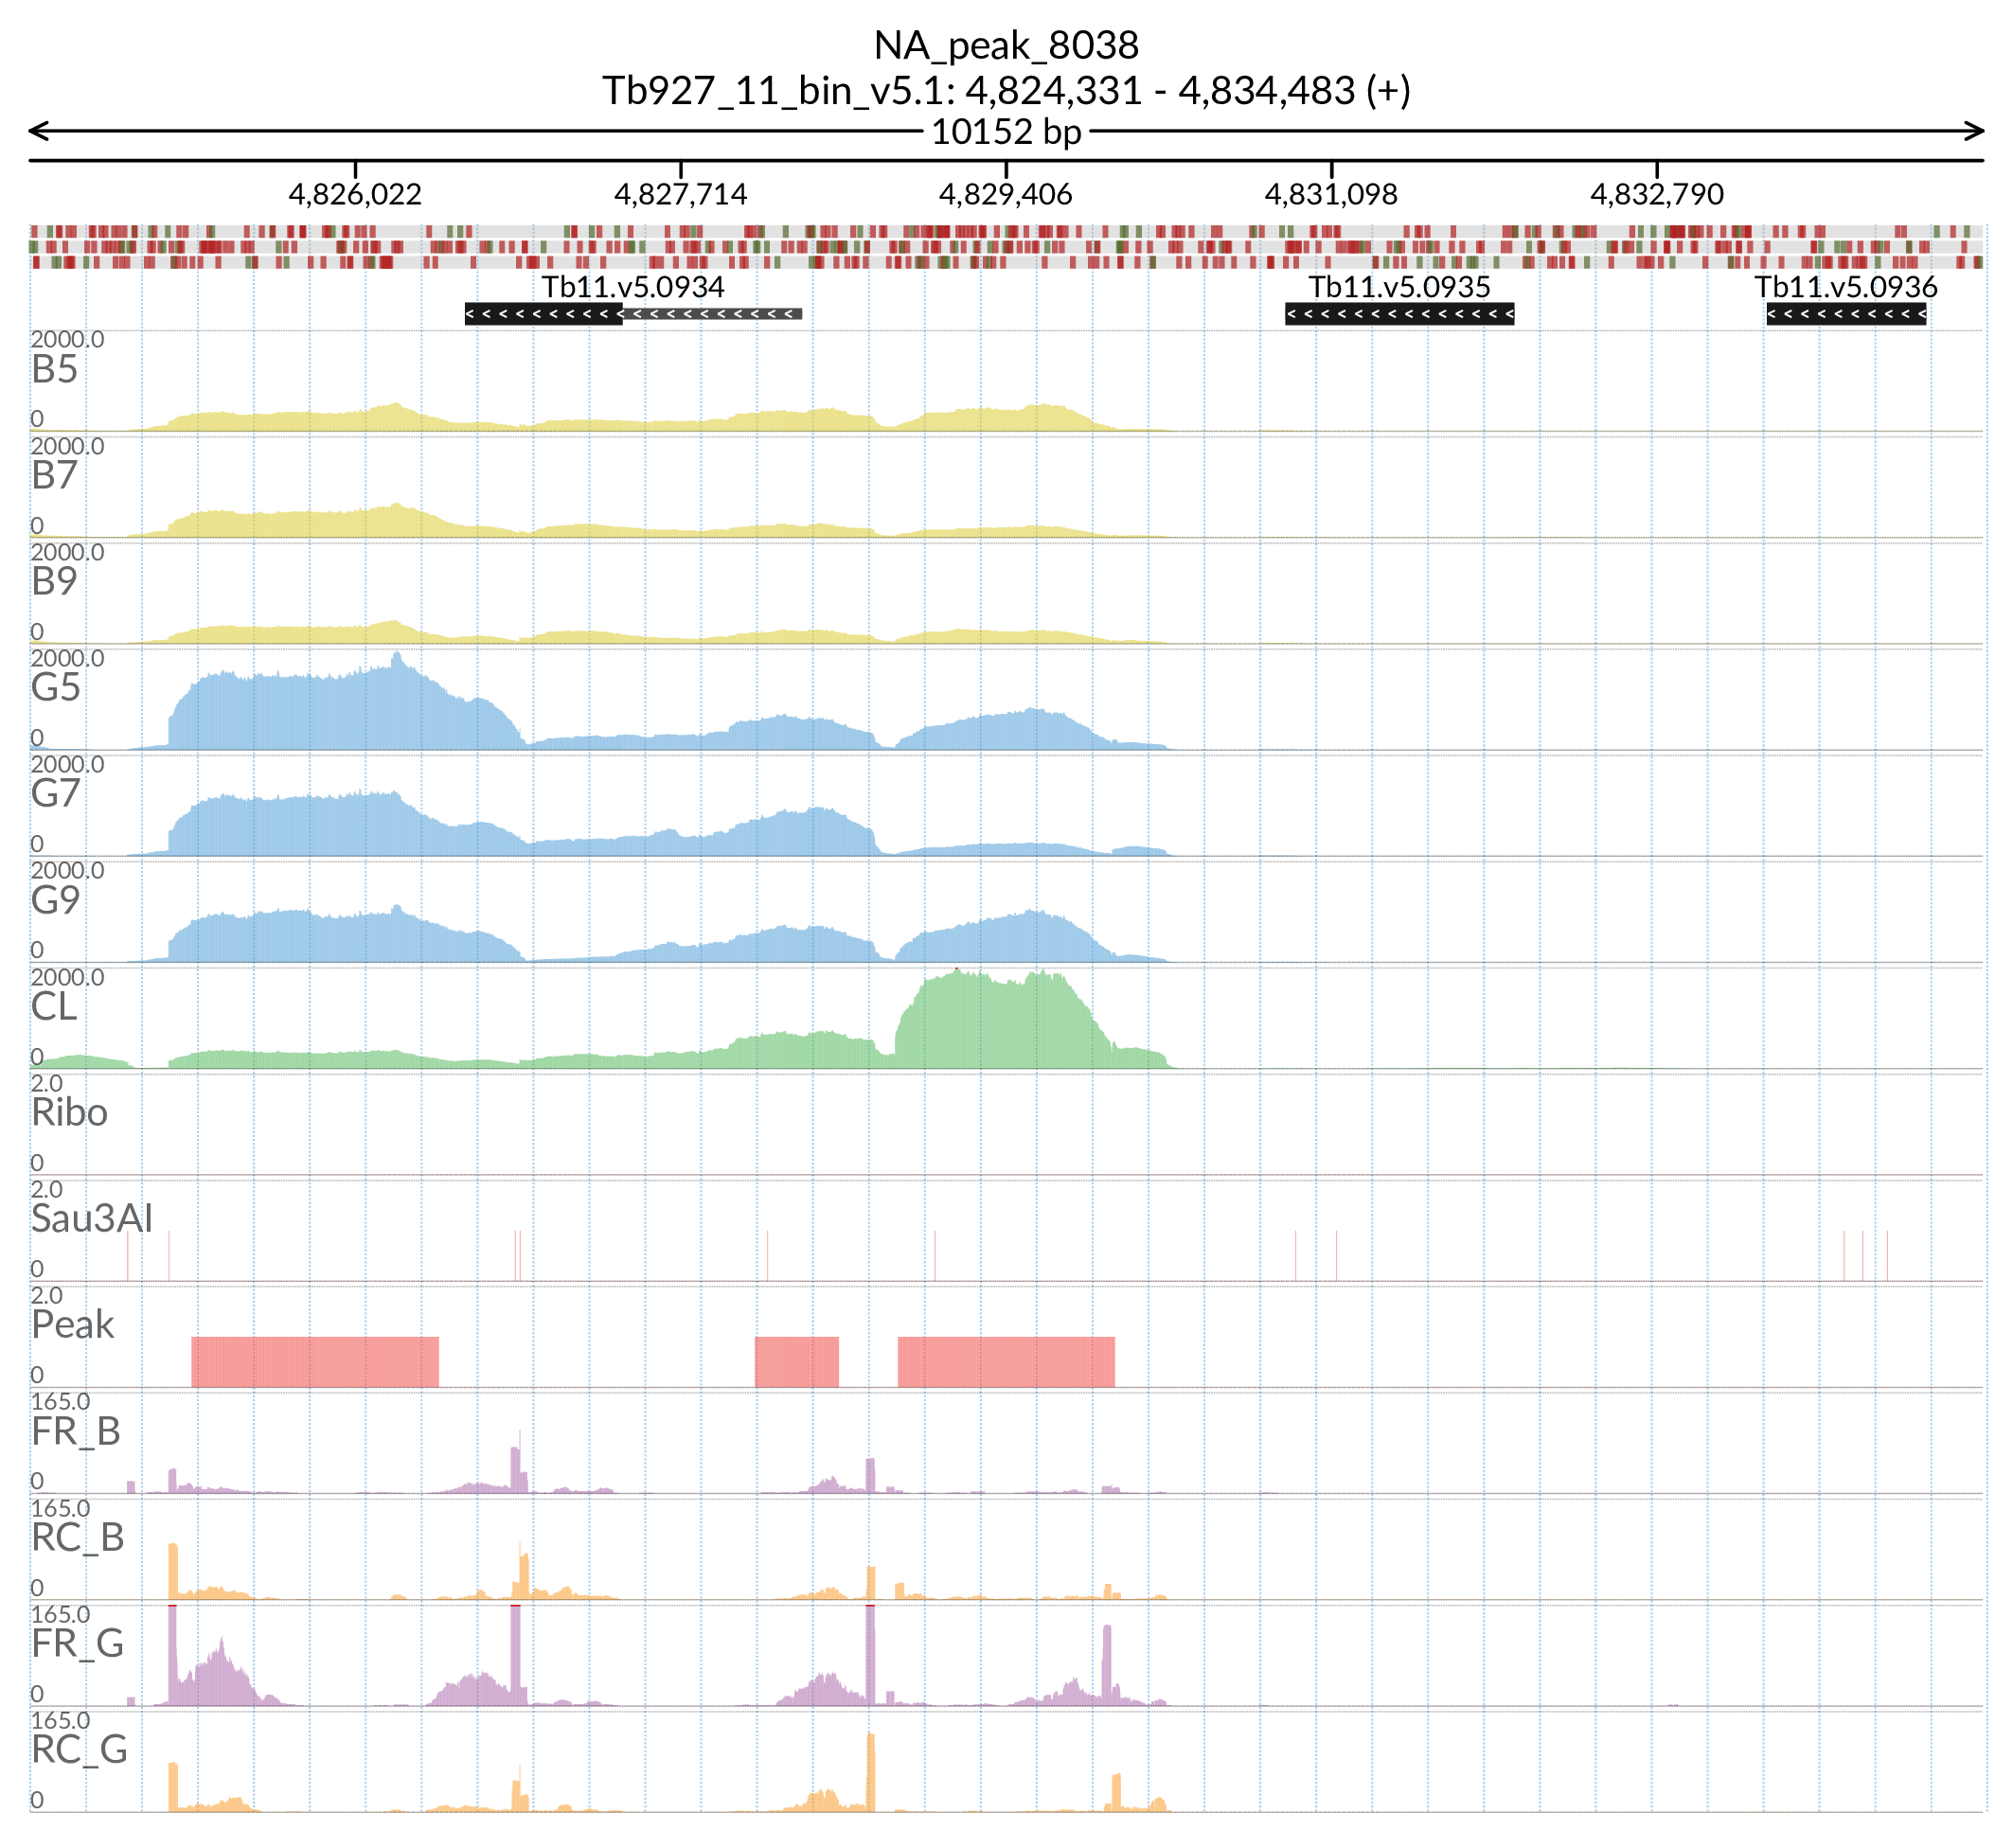 NA_peak_8038
Tb927_11_bin_v5.1: 4,824,331 - 4,834,483 (+)
10152 bp
4,826,022 4,827,714 4,829,406 4,831,098 4,832,790
Tb11.v5.0934 Tb11.v5.0935 Tb11.v5.0936
2000.0
B5
0
2000.0
B7
0
2000.0
B9
0
2000.0
G5
0
2000.0
G7
0
2000.0
G9
0
2000.0
CL
0
2.0
Ribo
0
2.0
Sau3AI
0
2.0
Peak
0
165.0
FR_B
0
165.0
RC_B
0
165.0
FR_G
0
165.0
RC_G
0